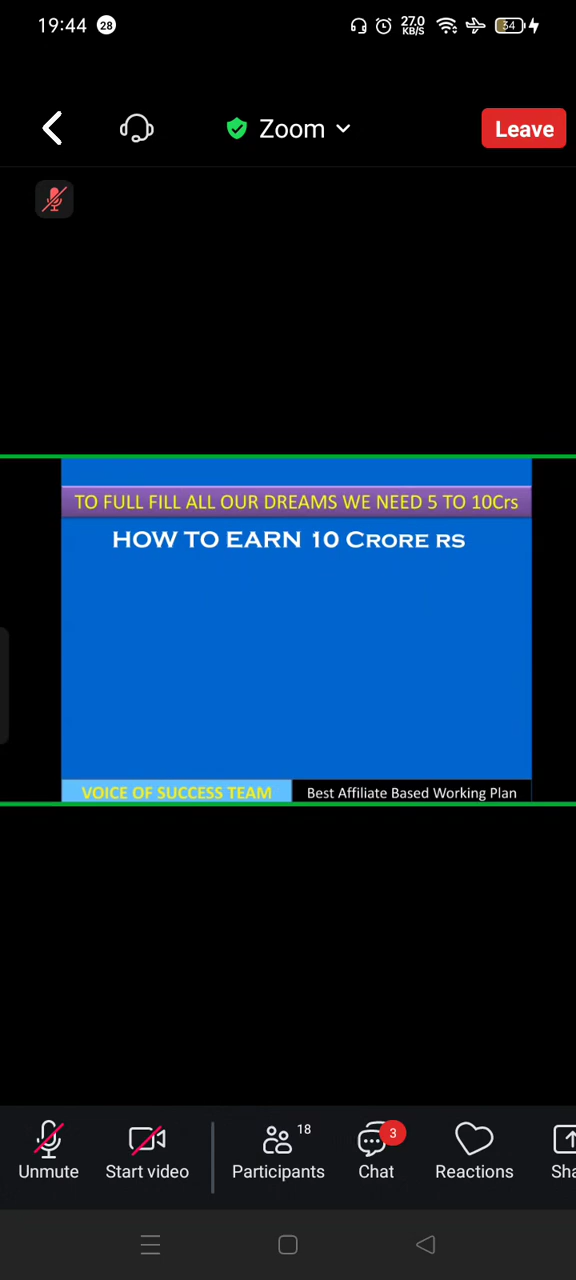 19:44 28 27.0 KB/S 34
Zoom Leave
TO FULL FILL ALL OUR DREAMS WE NEED 5 TO 10Crs
HOW TO EARN 10 CRORE RS
VOICE OF SUCCESS TEAM Best Affiliate Based Working Plan
18 3
Unmute Start video Participants Chat Reactions Sha